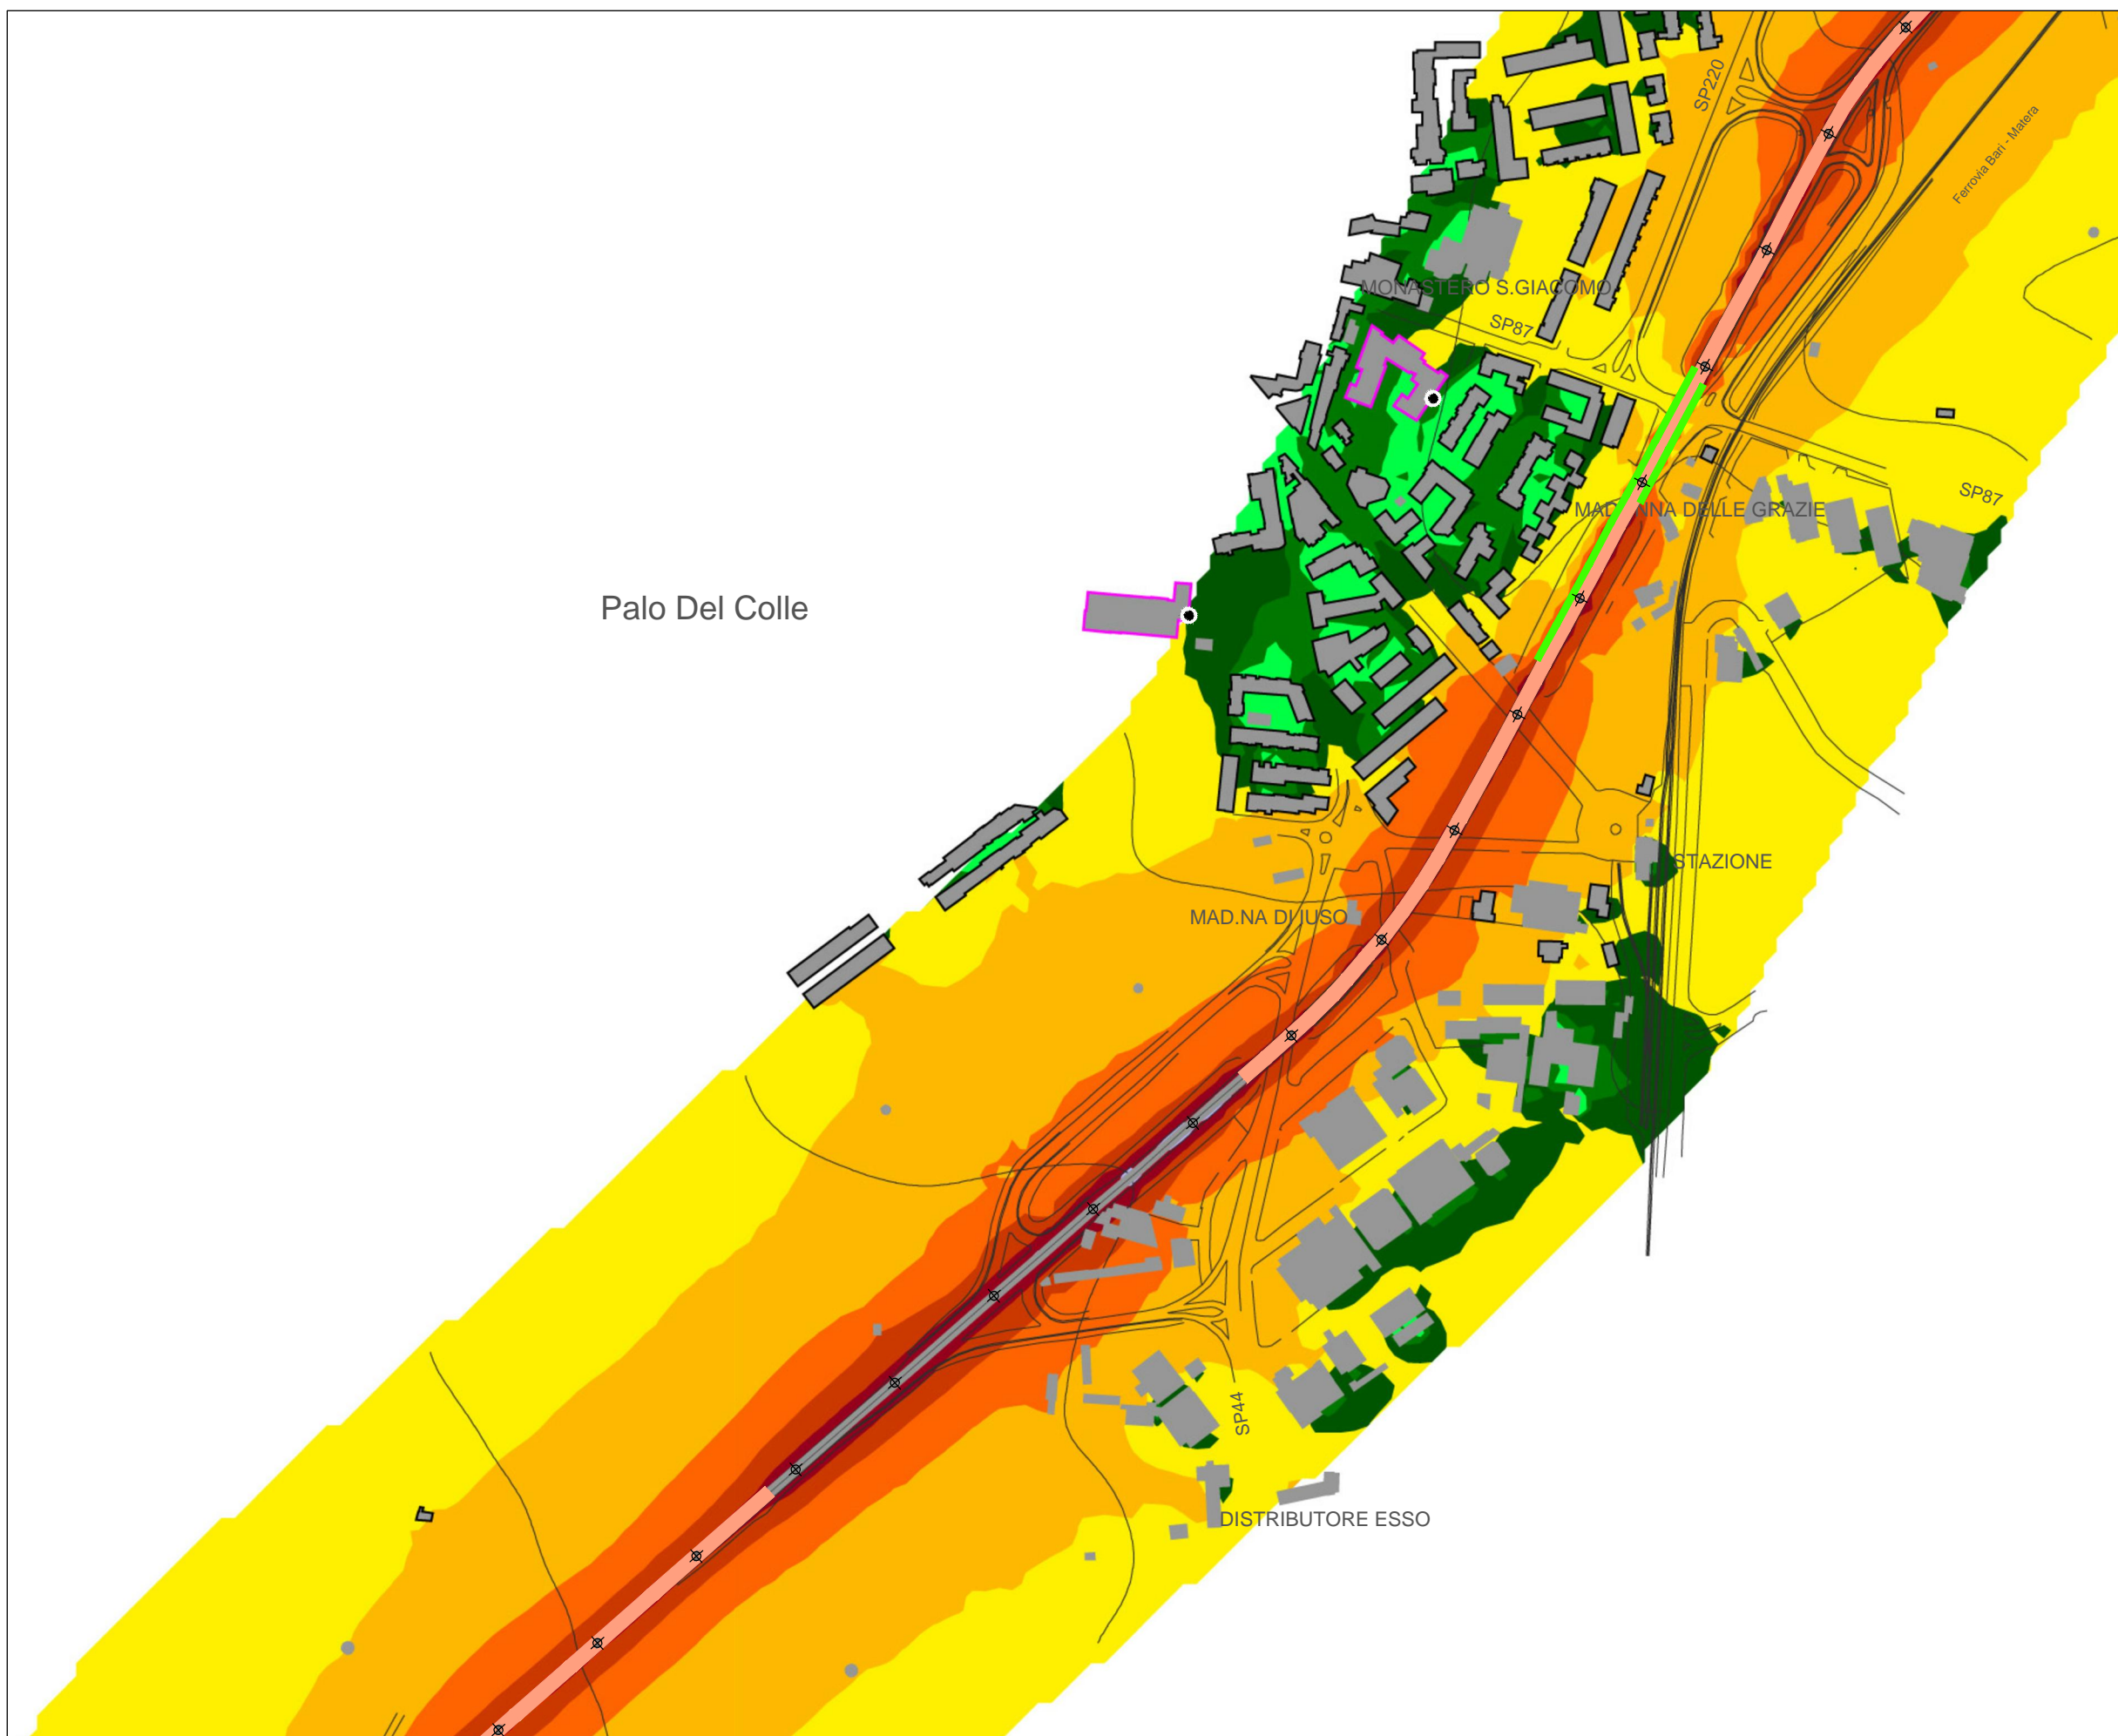 SP220
Ferrovia Bari - Matera
MONASTERO S.GIACOMO
SP87
SP87
MADONNA DELLE GRAZIE
Palo Del Colle
STAZIONE
MAD.NA DI JUSO
SP44
DISTRIBUTORE ESSO